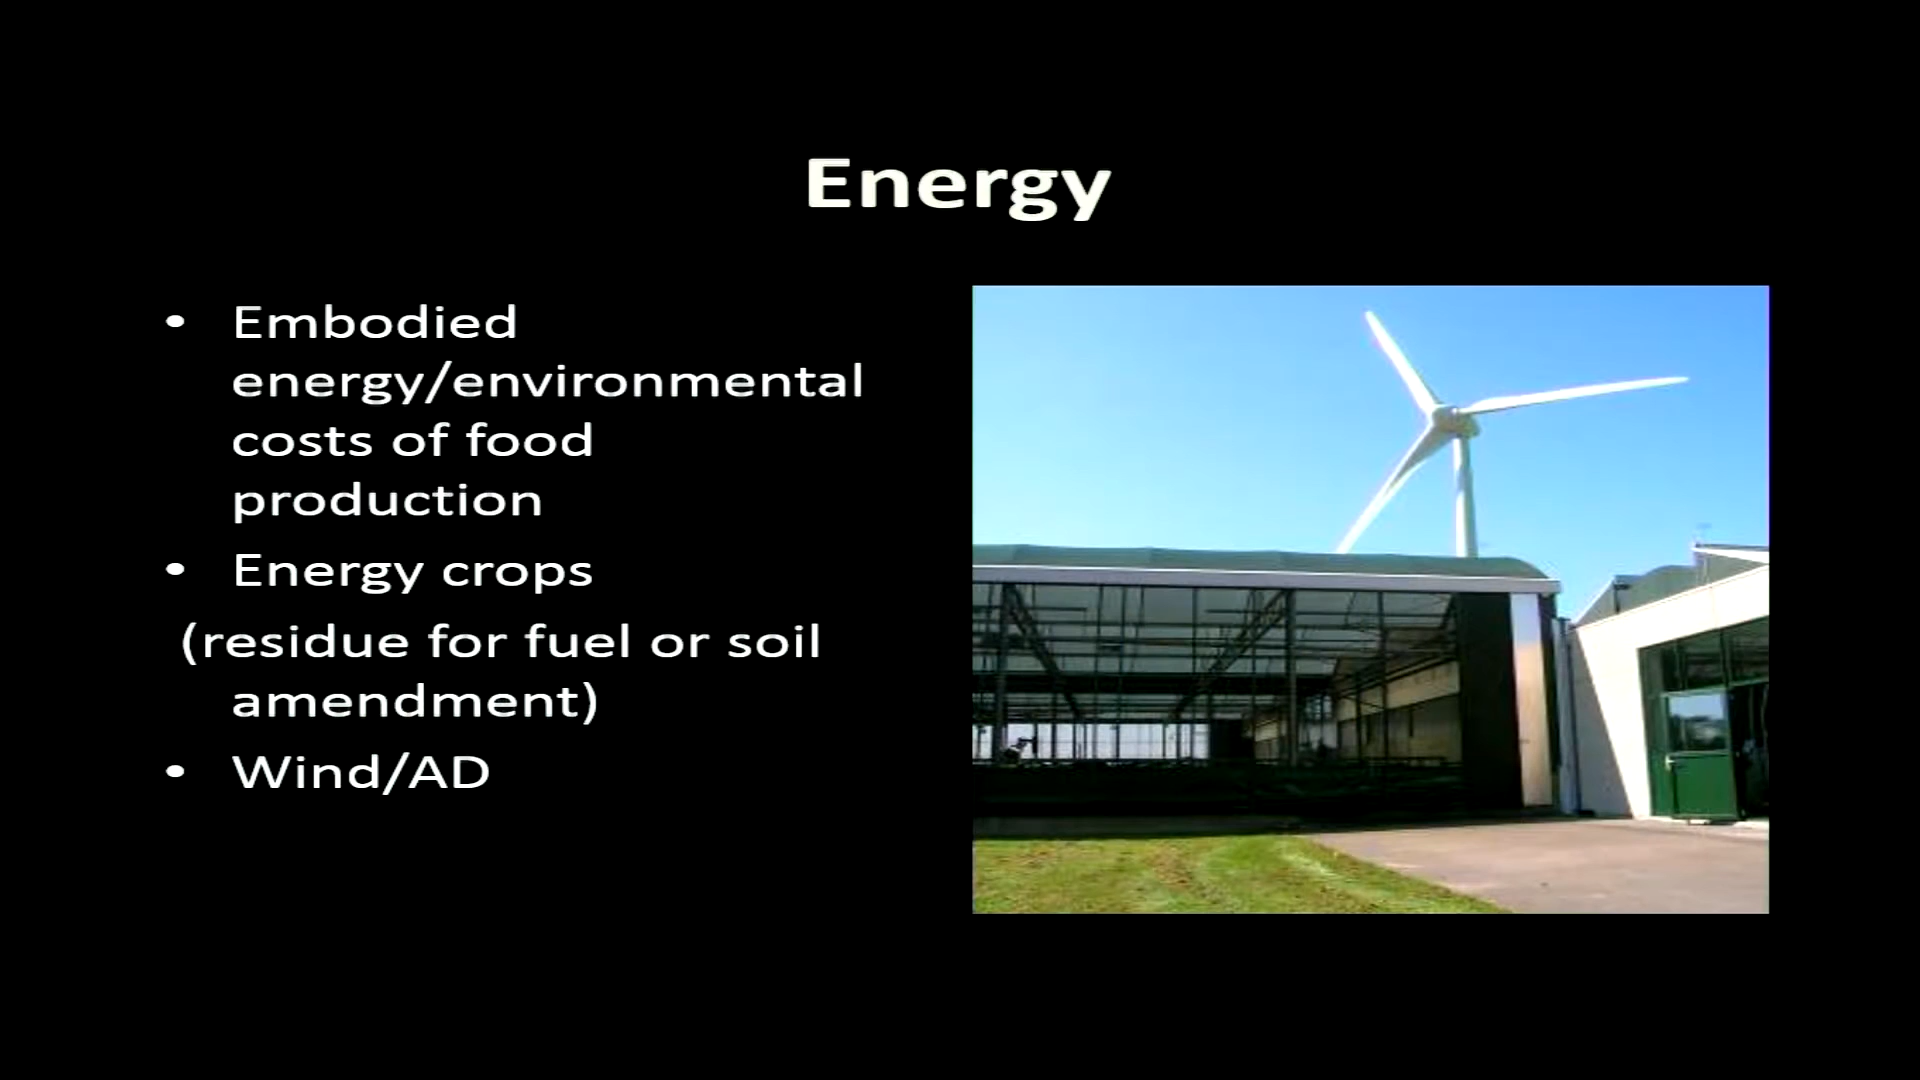 Energy
• Embodied
energy/environmental
costs of food
production
• Energy crops
(residue for fuel or soil
amendment)
• Wind/AD